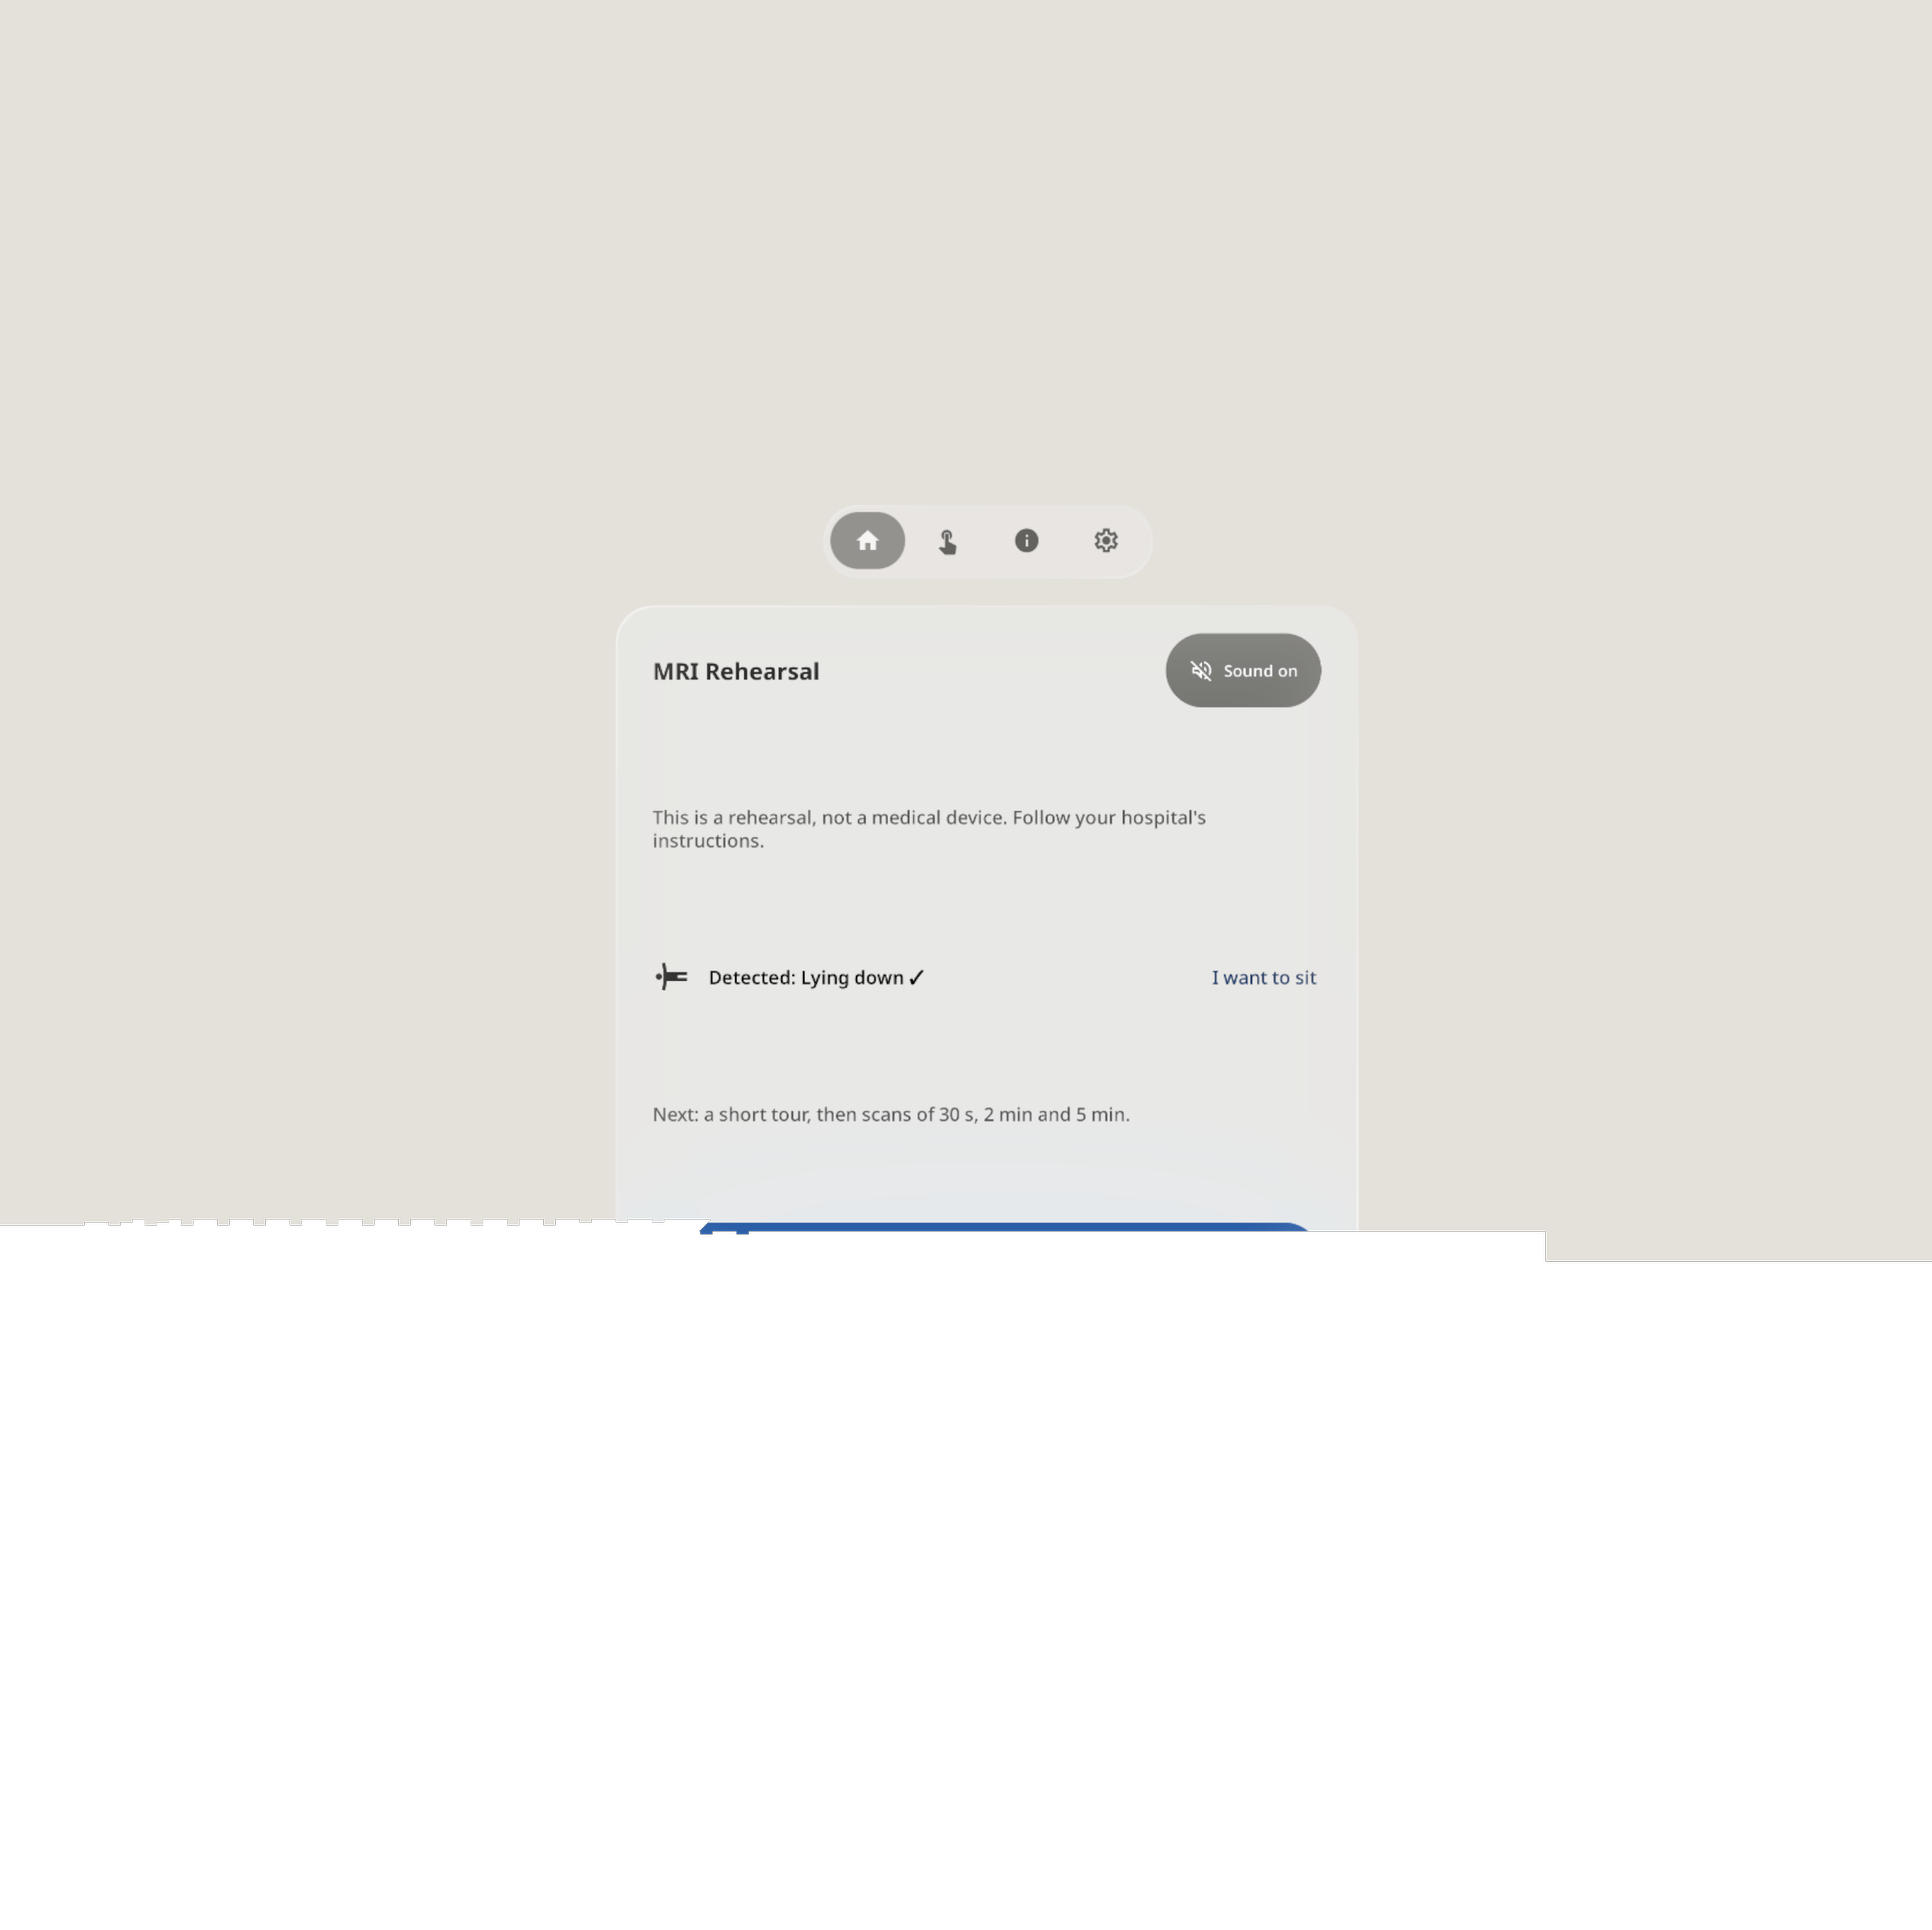 MRI Rehearsal
Sound on
This is a rehearsal, not a medical device. Follow your hospital's
instructions.
Detected: Lying down ✓
I want to sit
Next: a short tour, then scans of 30 s, 2 min and 5 min.